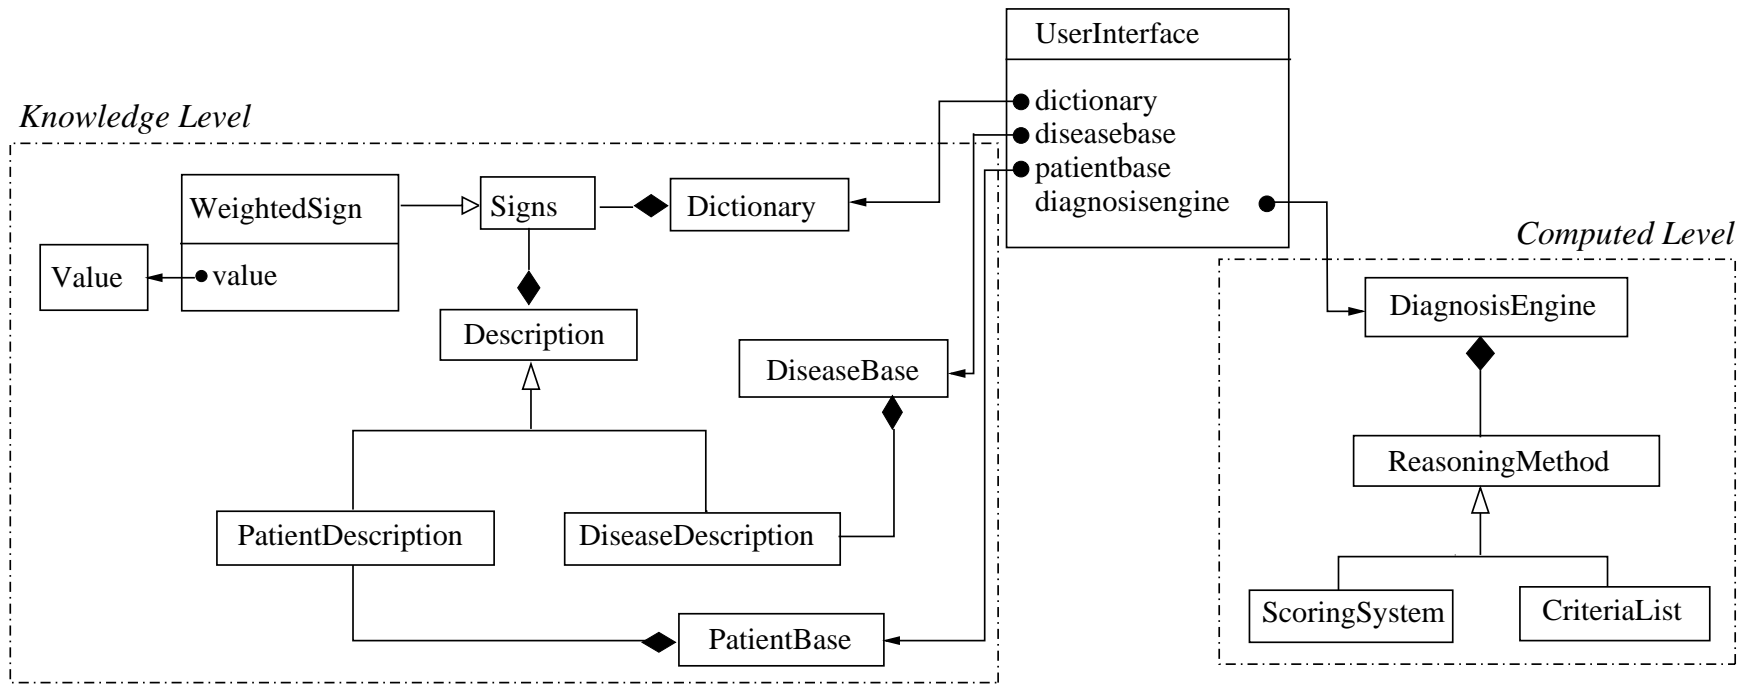 UserInterface
dictionary
diseasebase
patientbase
diagnosisengine
Knowledge Level
WeightedSign
value
Value
Signs
Dictionary
Description
DiseaseBase
PatientDescription
DiseaseDescription
PatientBase
Computed Level
DiagnosisEngine
ReasoningMethod
ScoringSystem
CriteriaList